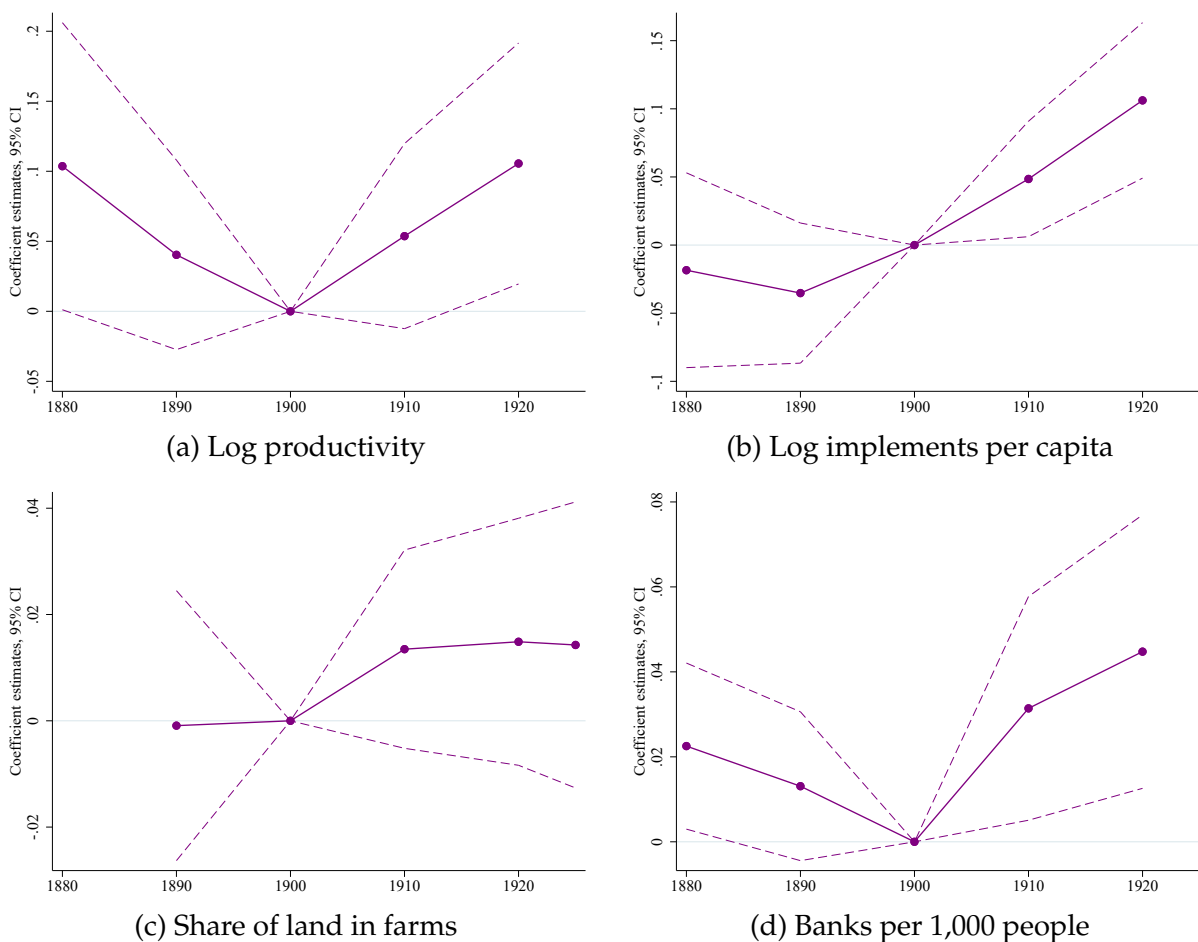 Coefficient estimates, 95% CI
.2
.15
.1
.05
0
-.05
1880 1890 1900 1910 1920
(a) Log productivity
Coefficient estimates, 95% CI
.15
.1
.05
0
-.05
-.1
1880 1890 1900 1910 1920
(b) Log implements per capita
Coefficient estimates, 95% CI
.04
.02
0
-.02
1880 1890 1900 1910 1920
(c) Share of land in farms
Coefficient estimates, 95% CI
.08
.06
.04
.02
0
1880 1890 1900 1910 1920
(d) Banks per 1,000 people